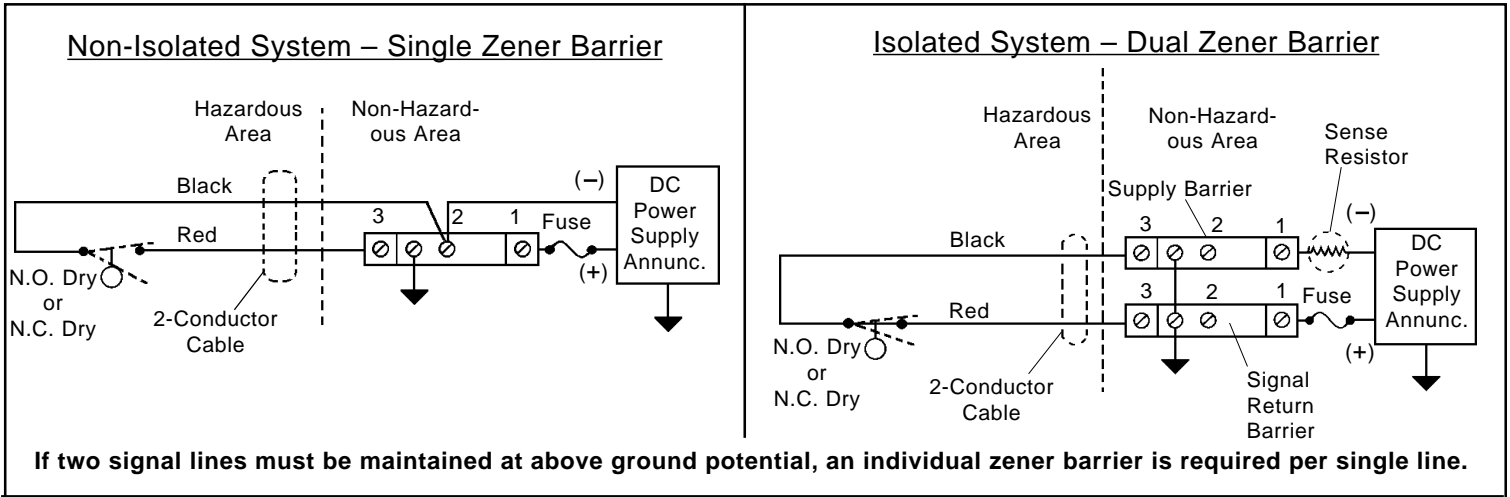 Non-Isolated System – Single Zener Barrier
Hazardous
Area
Non-Hazard-
ous Area
Black
Red
3
2
1
Fuse
(–)
(+)
DC
Power
Supply
Annunc.
N.O. Dry
or
N.C. Dry
2-Conductor
Cable
Isolated System – Dual Zener Barrier
Hazardous
Area
Non-Hazard-
ous Area
Sense
Resistor
Supply Barrier
3
2
1
(–)
Black
DC
Power
Supply
Annunc.
3
2
1
Fuse
Red
(+)
N.O. Dry
or
N.C. Dry
2-Conductor
Cable
Signal
Return
Barrier
If two signal lines must be maintained at above ground potential, an individual zener barrier is required per single line.